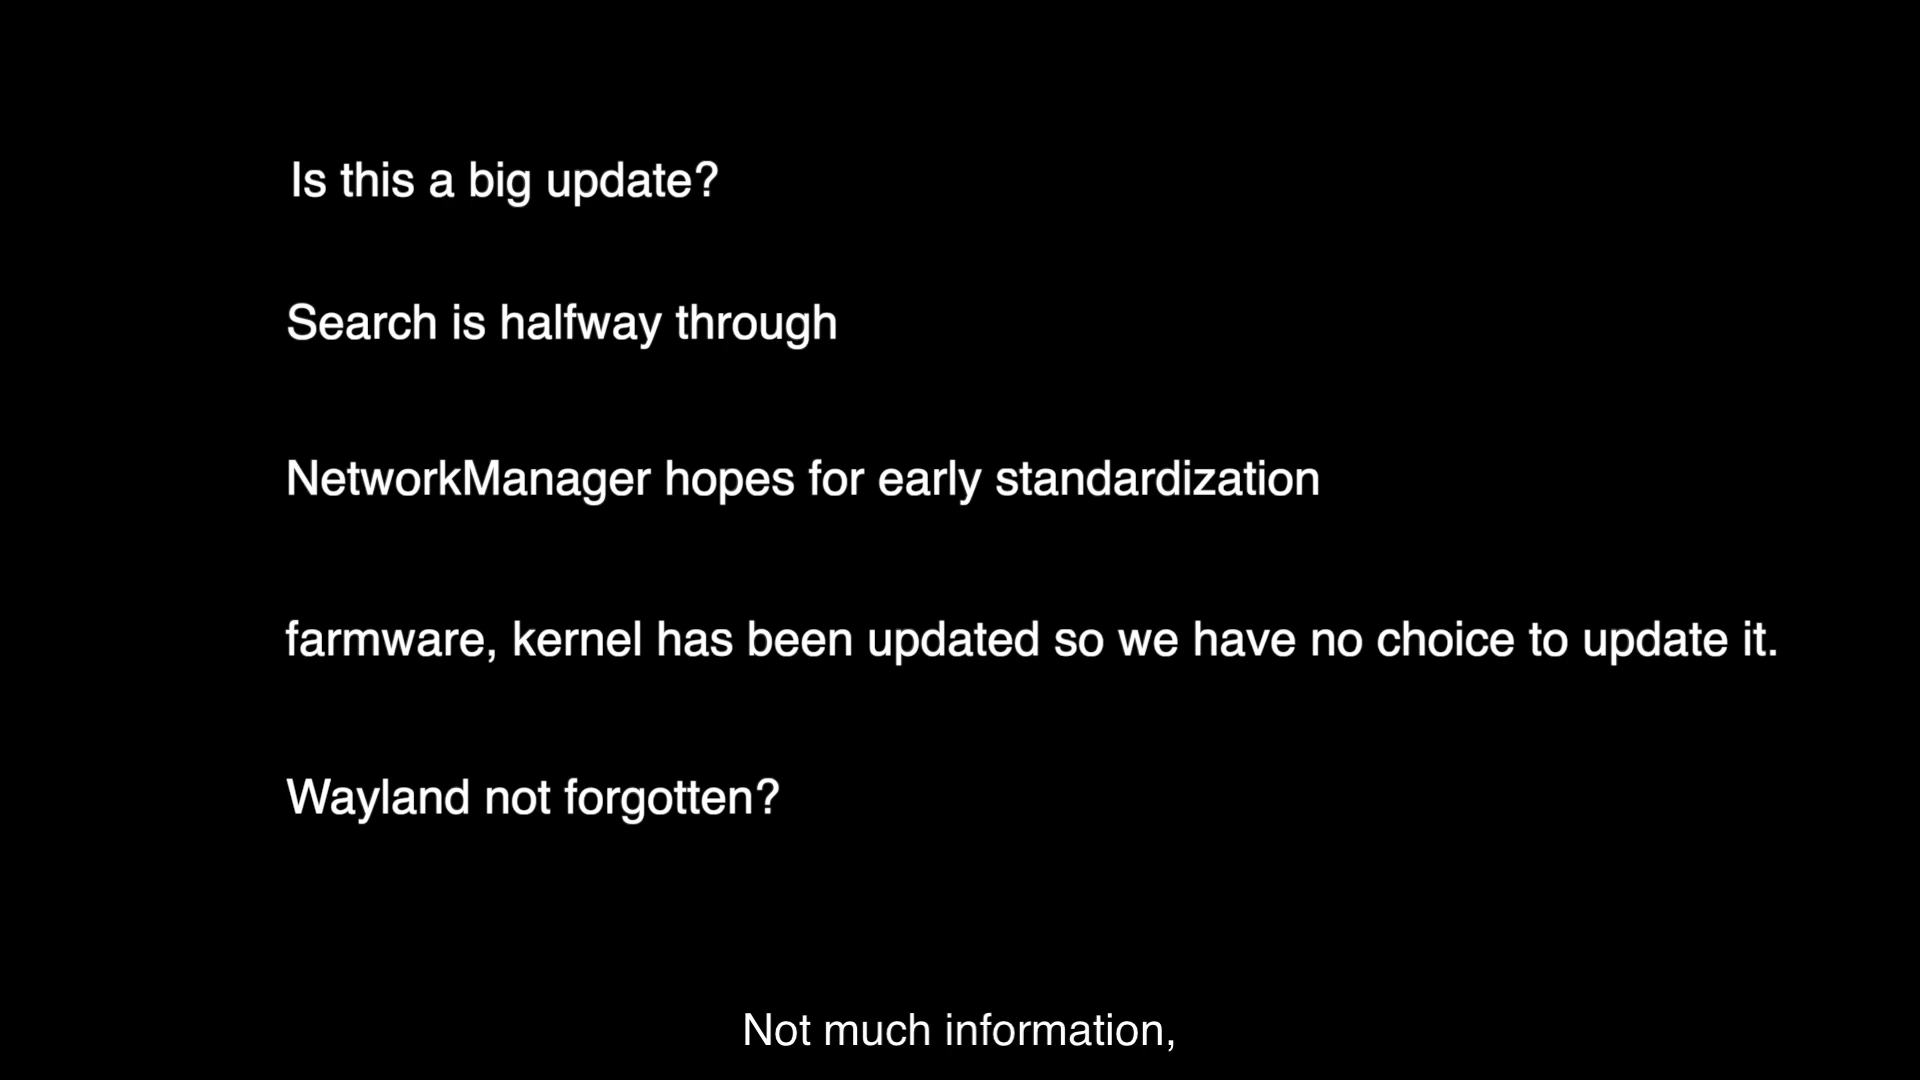 Is this a big update?
Search is halfway through
NetworkManager hopes for early standardization
farmware, kernel has been updated so we have no choice to update it.
Wayland not forgotten?
Not much information,